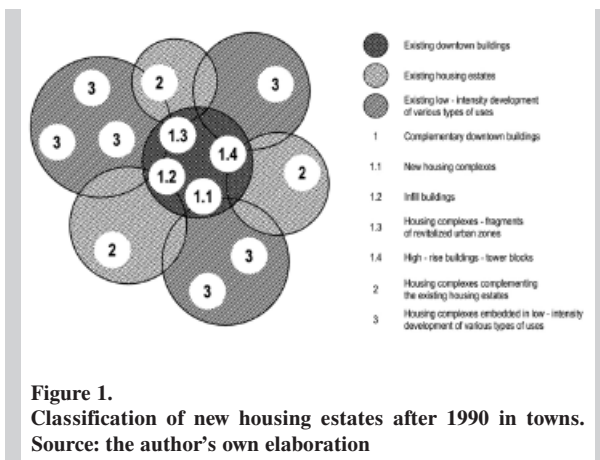 3
2
3
3
3
1.3
1.4
1.2
1.1
2
2
3
3
Existing downtown buildings
Existing housing estates
Existing low - intensity development
of various types of uses
1 Complementary downtown buildings
1.1 New housing complexes
1.2 Infill buildings
1.3 Housing complexes - fragments
of revitalized urban zones
1.4 High - rise buildings - tower blocks
2 Housing complexes complementing
the existing housing estates
3 Housing complexes embedded in low - intensity
development of various types of uses
Figure 1.
Classification of new housing estates after 1990 in towns.
Source: the author's own elaboration